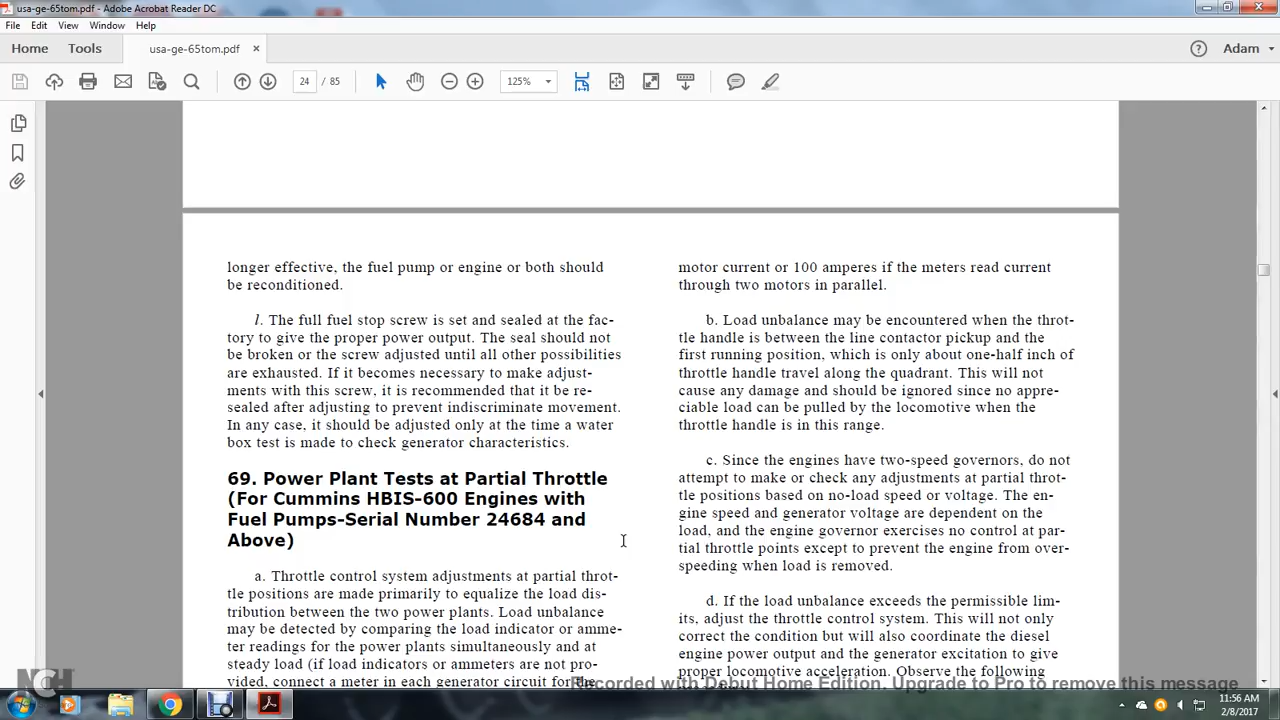 usa-ge-65tom.pdf - Adobe Acrobat Reader DC
File Edit View Window Help
Home Tools usa-ge-65tom.pdf × Adam
24 / 85 125%
longer effective, the fuel pump or engine or both should
be reconditioned.
l. The full fuel stop screw is set and sealed at the fac-
tory to give the proper power output. The seal should not
be broken or the screw adjusted until all other possibilities
are exhausted. If it becomes necessary to make adjust-
ments with this screw, it is recommended that it be re-
sealed after adjusting to prevent indiscriminate movement.
In any case, it should be adjusted only at the time a water
box test is made to check generator characteristics.
69. Power Plant Tests at Partial Throttle
(For Cummins HBIS-600 Engines with
Fuel Pumps-Serial Number 24684 and
Above)
a. Throttle control system adjustments at partial throt-
tle positions are made primarily to equalize the load dis-
tribution between the two power plants. Load unbalance
may be detected by comparing the load indicator or amme-
ter readings for the power plants simultaneously and at
steady load (if load indicators or ammeters are not pro-
vided, connect a meter in each generator circuit for the
motor current or 100 amperes if the meters read current
through two motors in parallel.
b. Load unbalance may be encountered when the throt-
tle handle is between the line contactor pickup and the
first running position, which is only about one-half inch of
throttle handle travel along the quadrant. This will not
cause any damage and should be ignored since no appre-
ciable load can be pulled by the locomotive when the
throttle handle is in this range.
c. Since the engines have two-speed governors, do not
attempt to make or check any adjustments at partial throt-
tle positions based on no-load speed or voltage. The en-
gine speed and generator voltage are dependent on the
load, and the engine governor exercises no control at par-
tial throttle points except to prevent the engine from over-
speeding when load is removed.
d. If the load unbalance exceeds the permissible lim-
its, adjust the throttle control system. This will not only
correct the condition but will also coordinate the diesel
engine power output and the generator excitation to give
proper locomotive acceleration. Observe the following
NCH
Recorded with Debut Home Edition. Upgrade to Pro to remove this message
11:56 AM
2/8/2017